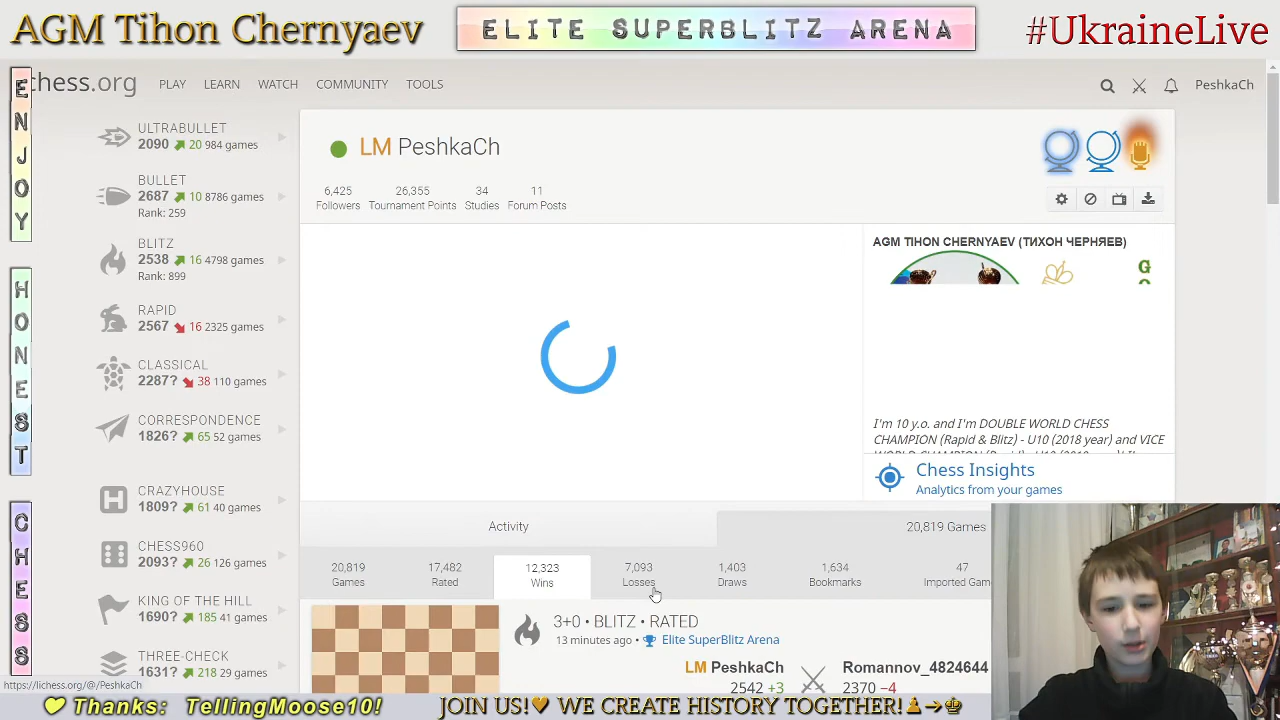 AGM Tihon Chernyaev
ELITE SUPERBLITZ ARENA
#UkraineLive
ENJOY
HONEST
CHESS
chess.org
PLAY
LEARN
WATCH
COMMUNITY
TOOLS
PeshkaCh
ULTRABULLET
2090 20 984 games
BULLET
2687 10 8786 games
Rank: 259
BLITZ
2538 16 4798 games
Rank: 899
RAPID
2567 16 2325 games
CLASSICAL
2287? 38 110 games
CORRESPONDENCE
1826? 65 52 games
CRAZYHOUSE
1809? 61 40 games
CHESS960
2093? 26 126 games
KING OF THE HILL
1690? 185 41 games
THREE-CHECK
1631? 218 29 games
LM PeshkaCh
6,425
Followers
26,355
Tournament Points
34
Studies
11
Forum Posts
AGM TIHON CHERNYAEV (ТИХОН ЧЕРНЯЕВ)
I'm 10 y.o. and I'm DOUBLE WORLD CHESS
CHAMPION (Rapid & Blitz) - U10 (2018 year) and VICE
Chess Insights
Analytics from your games
Activity
20,819 Games
20,819
Games
17,482
Rated
12,323
Wins
7,093
Losses
1,403
Draws
1,634
Bookmarks
47
Imported Gam
3+0 • BLITZ • RATED
13 minutes ago • Elite SuperBlitz Arena
LM PeshkaCh
2542 +3
Romannov_4824644
2370 −4
https://lichess.org/@/PeshkaCh
Thanks: TellingMoose10!
JOIN US! WE CREATE HISTORY TOGETHER!